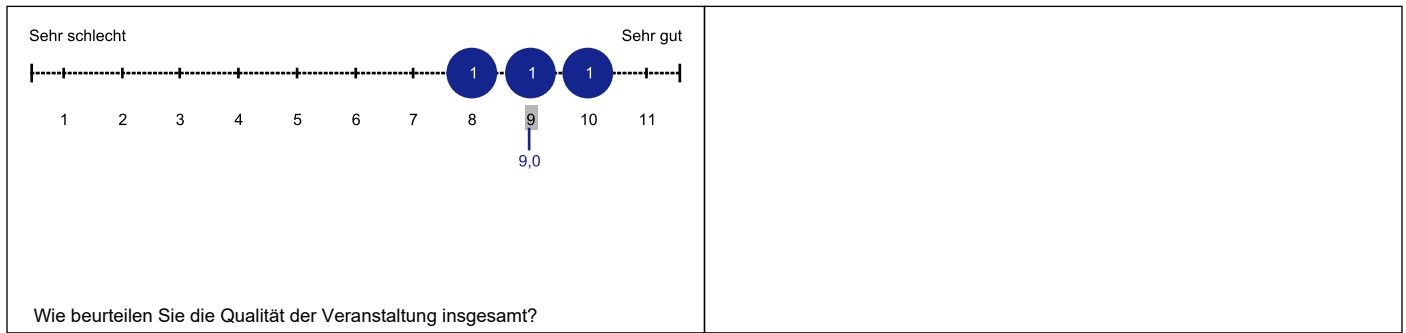 Sehr schlecht Sehr gut
1 1 1
1 2 3 4 5 6 7 8 9 10 11
9,0
Wie beurteilen Sie die Qualität der Veranstaltung insgesamt?